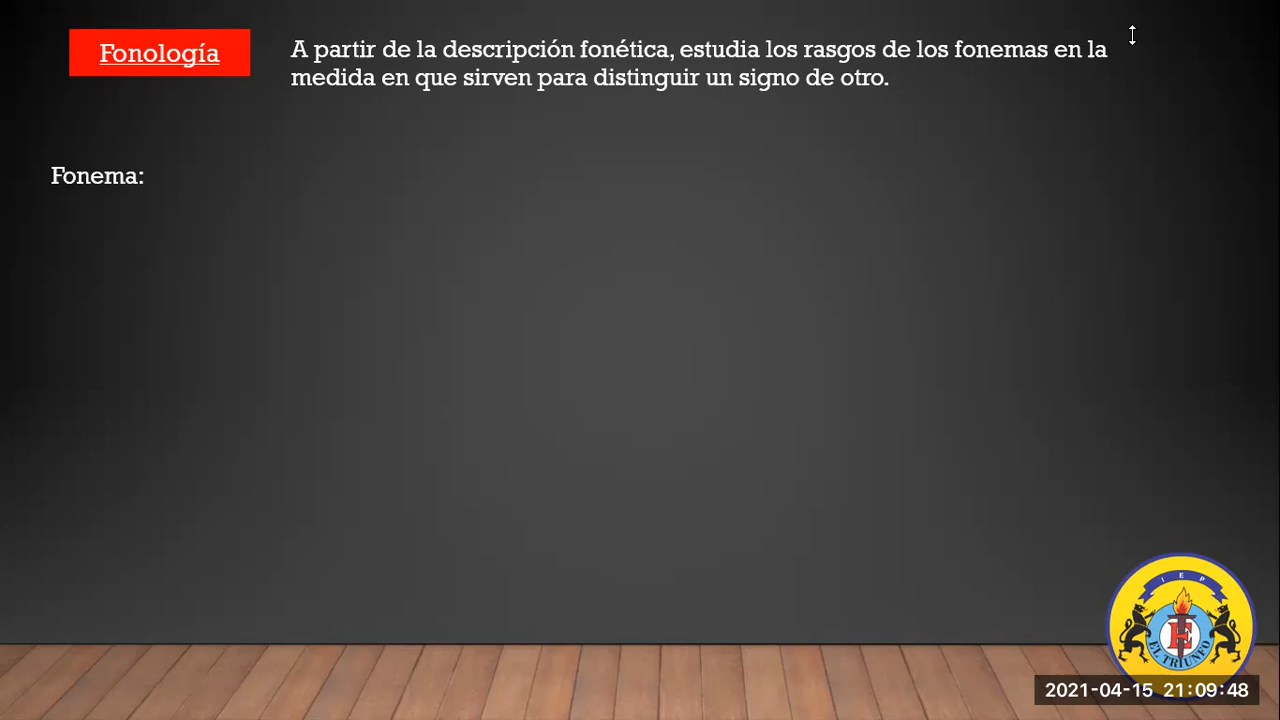 Fonología
A partir de la descripción fonética, estudia los rasgos de los fonemas en la
medida en que sirven para distinguir un signo de otro.
Fonema:
I E P
EL TRIUNFO
2021-04-15 21:09:48